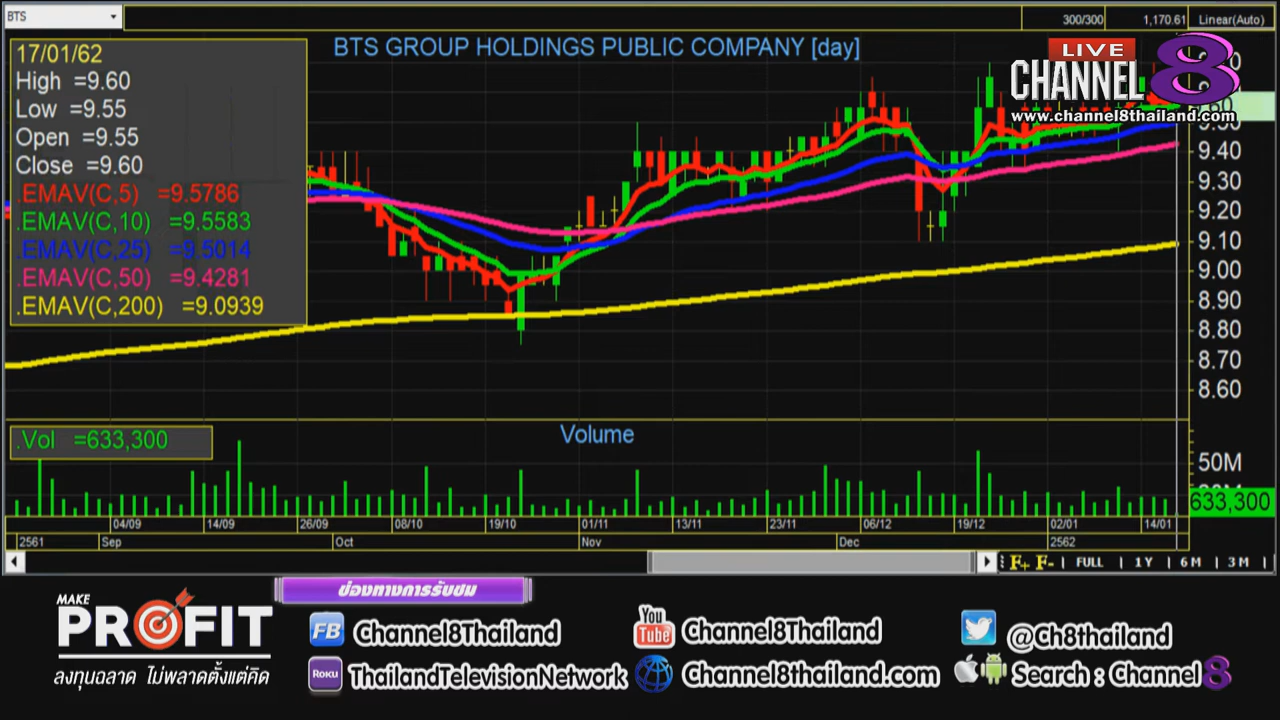 BTS
300/300
1,170.61
Linear(Auto)
BTS GROUP HOLDINGS PUBLIC COMPANY [day]
LIVE
CHANNEL 8
www.channel8thailand.com
17/01/62
High =9.60
Low =9.55
Open =9.55
Close =9.60
.EMAV(C,5) =9.5786
.EMAV(C,10) =9.5583
.EMAV(C,25) =9.5014
.EMAV(C,50) =9.4281
.EMAV(C,200) =9.0939
9.50
9.40
9.30
9.20
9.10
9.00
8.90
8.80
8.70
8.60
.Vol =633,300
Volume
50M
633,300
04/09 14/09 26/09 08/10 19/10 01/11 13/11 23/11 06/12 19/12 02/01 14/01
2561 Sep Oct Nov Dec 2562
F+ F- | FULL | 1Y | 6M | 3M |
ช่องทางการรับชม
MAKE
PROFIT
ลงทุนฉลาด ไม่พลาดตั้งแต่คิด
FB Channel8Thailand
You Tube Channel8Thailand
@Ch8thailand
ROKU ThailandTelevisionNetwork
Channel8thailand.com
Search : Channel 8